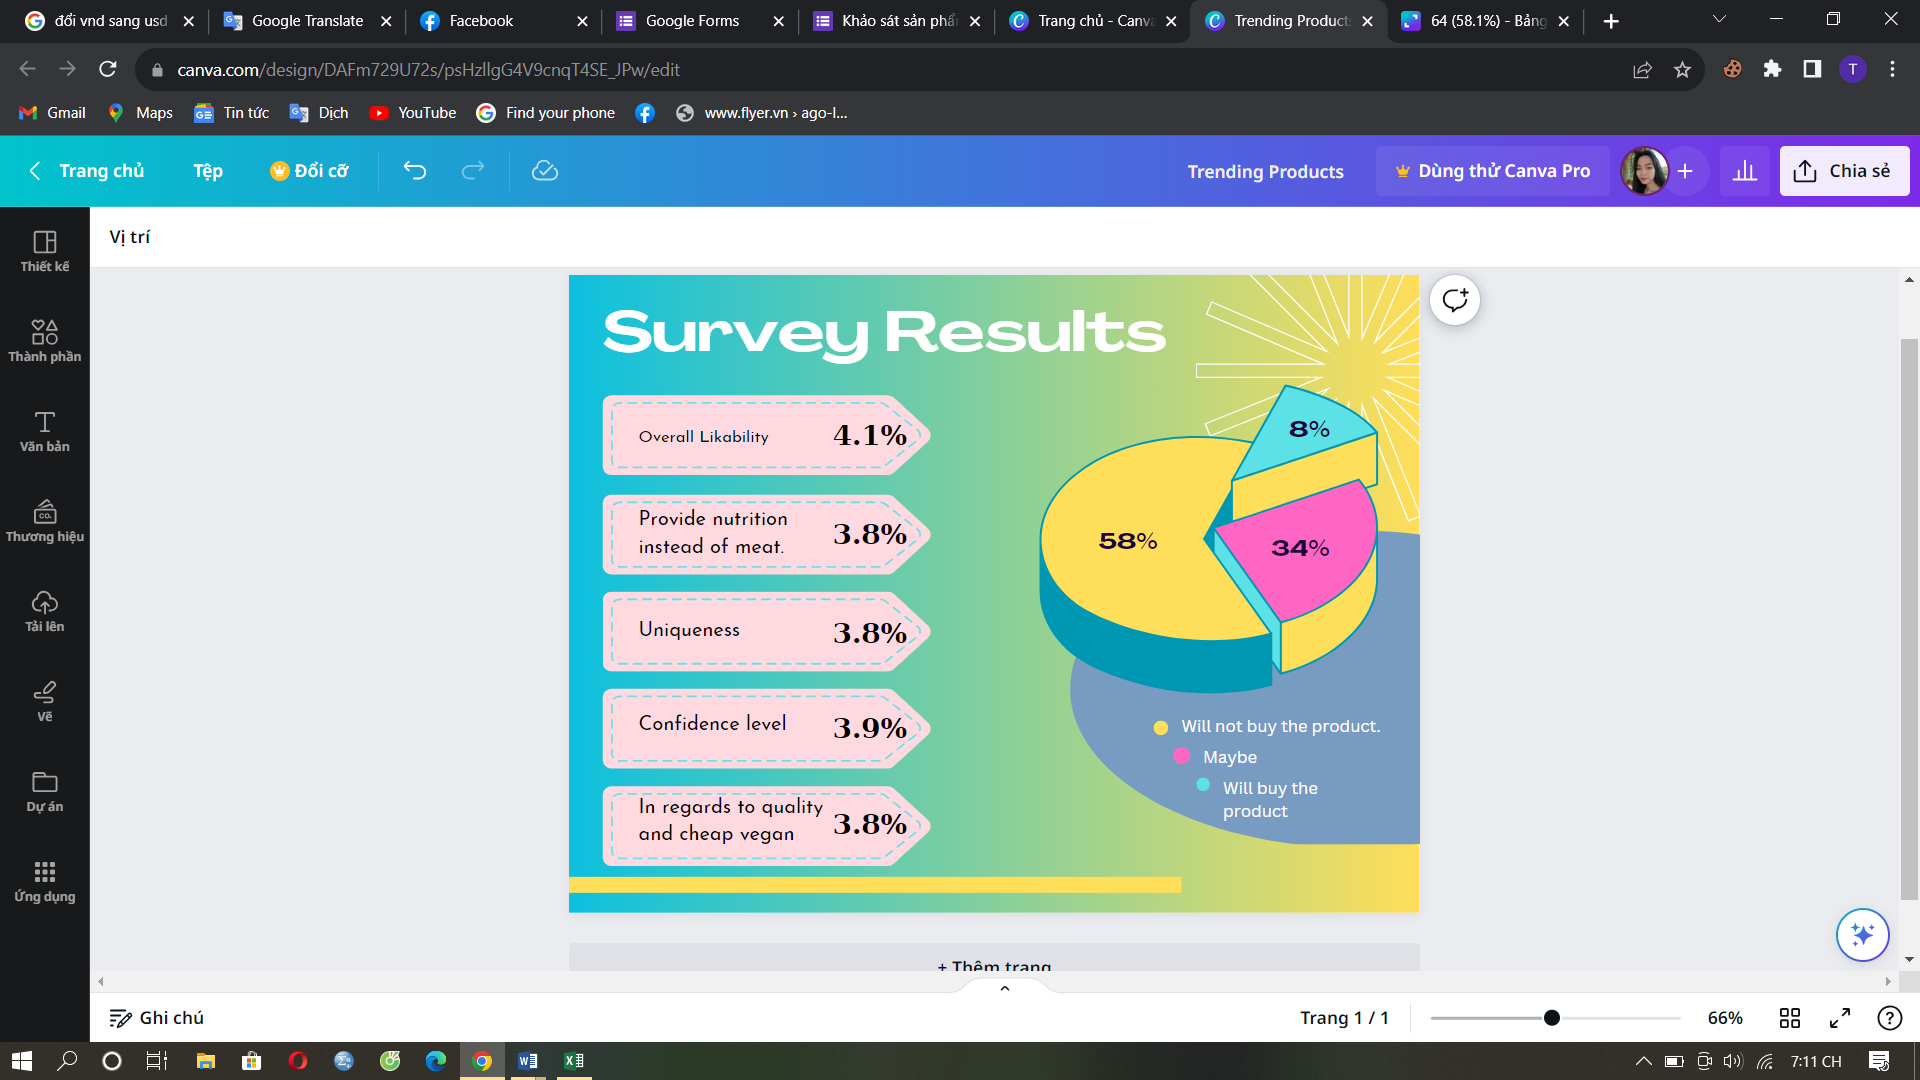 đổi vnd sang usd
Google Translate
Facebook
Google Forms
Khảo sát sản phẩ
Trang chủ - Canva
Trending Product
64 (58.1%) - Bảng
canva.com/design/DAFm729U72s/psHzllgG4V9cnqT4SE_JPw/edit
T
Gmail
Maps
Tin tức
Dịch
YouTube
Find your phone
www.flyer.vn › ago-l...
Trang chủ
Tệp
Đổi cỡ
Trending Products
Dùng thử Canva Pro
Chia sẻ
Vị trí
Thiết kế
Thành phần
Văn bản
CO.
Thương hiệu
Tải lên
Vẽ
Dự án
Ứng dụng
Survey Results
Overall Likability
4.1%
Provide nutrition
instead of meat.
3.8%
Uniqueness
3.8%
Confidence level
3.9%
In regards to quality
and cheap vegan
3.8%
8%
58%
34%
Will not buy the product.
Maybe
Will buy the
product
+ Thêm trang
Ghi chú
Trang 1 / 1
66%
7:11 CH